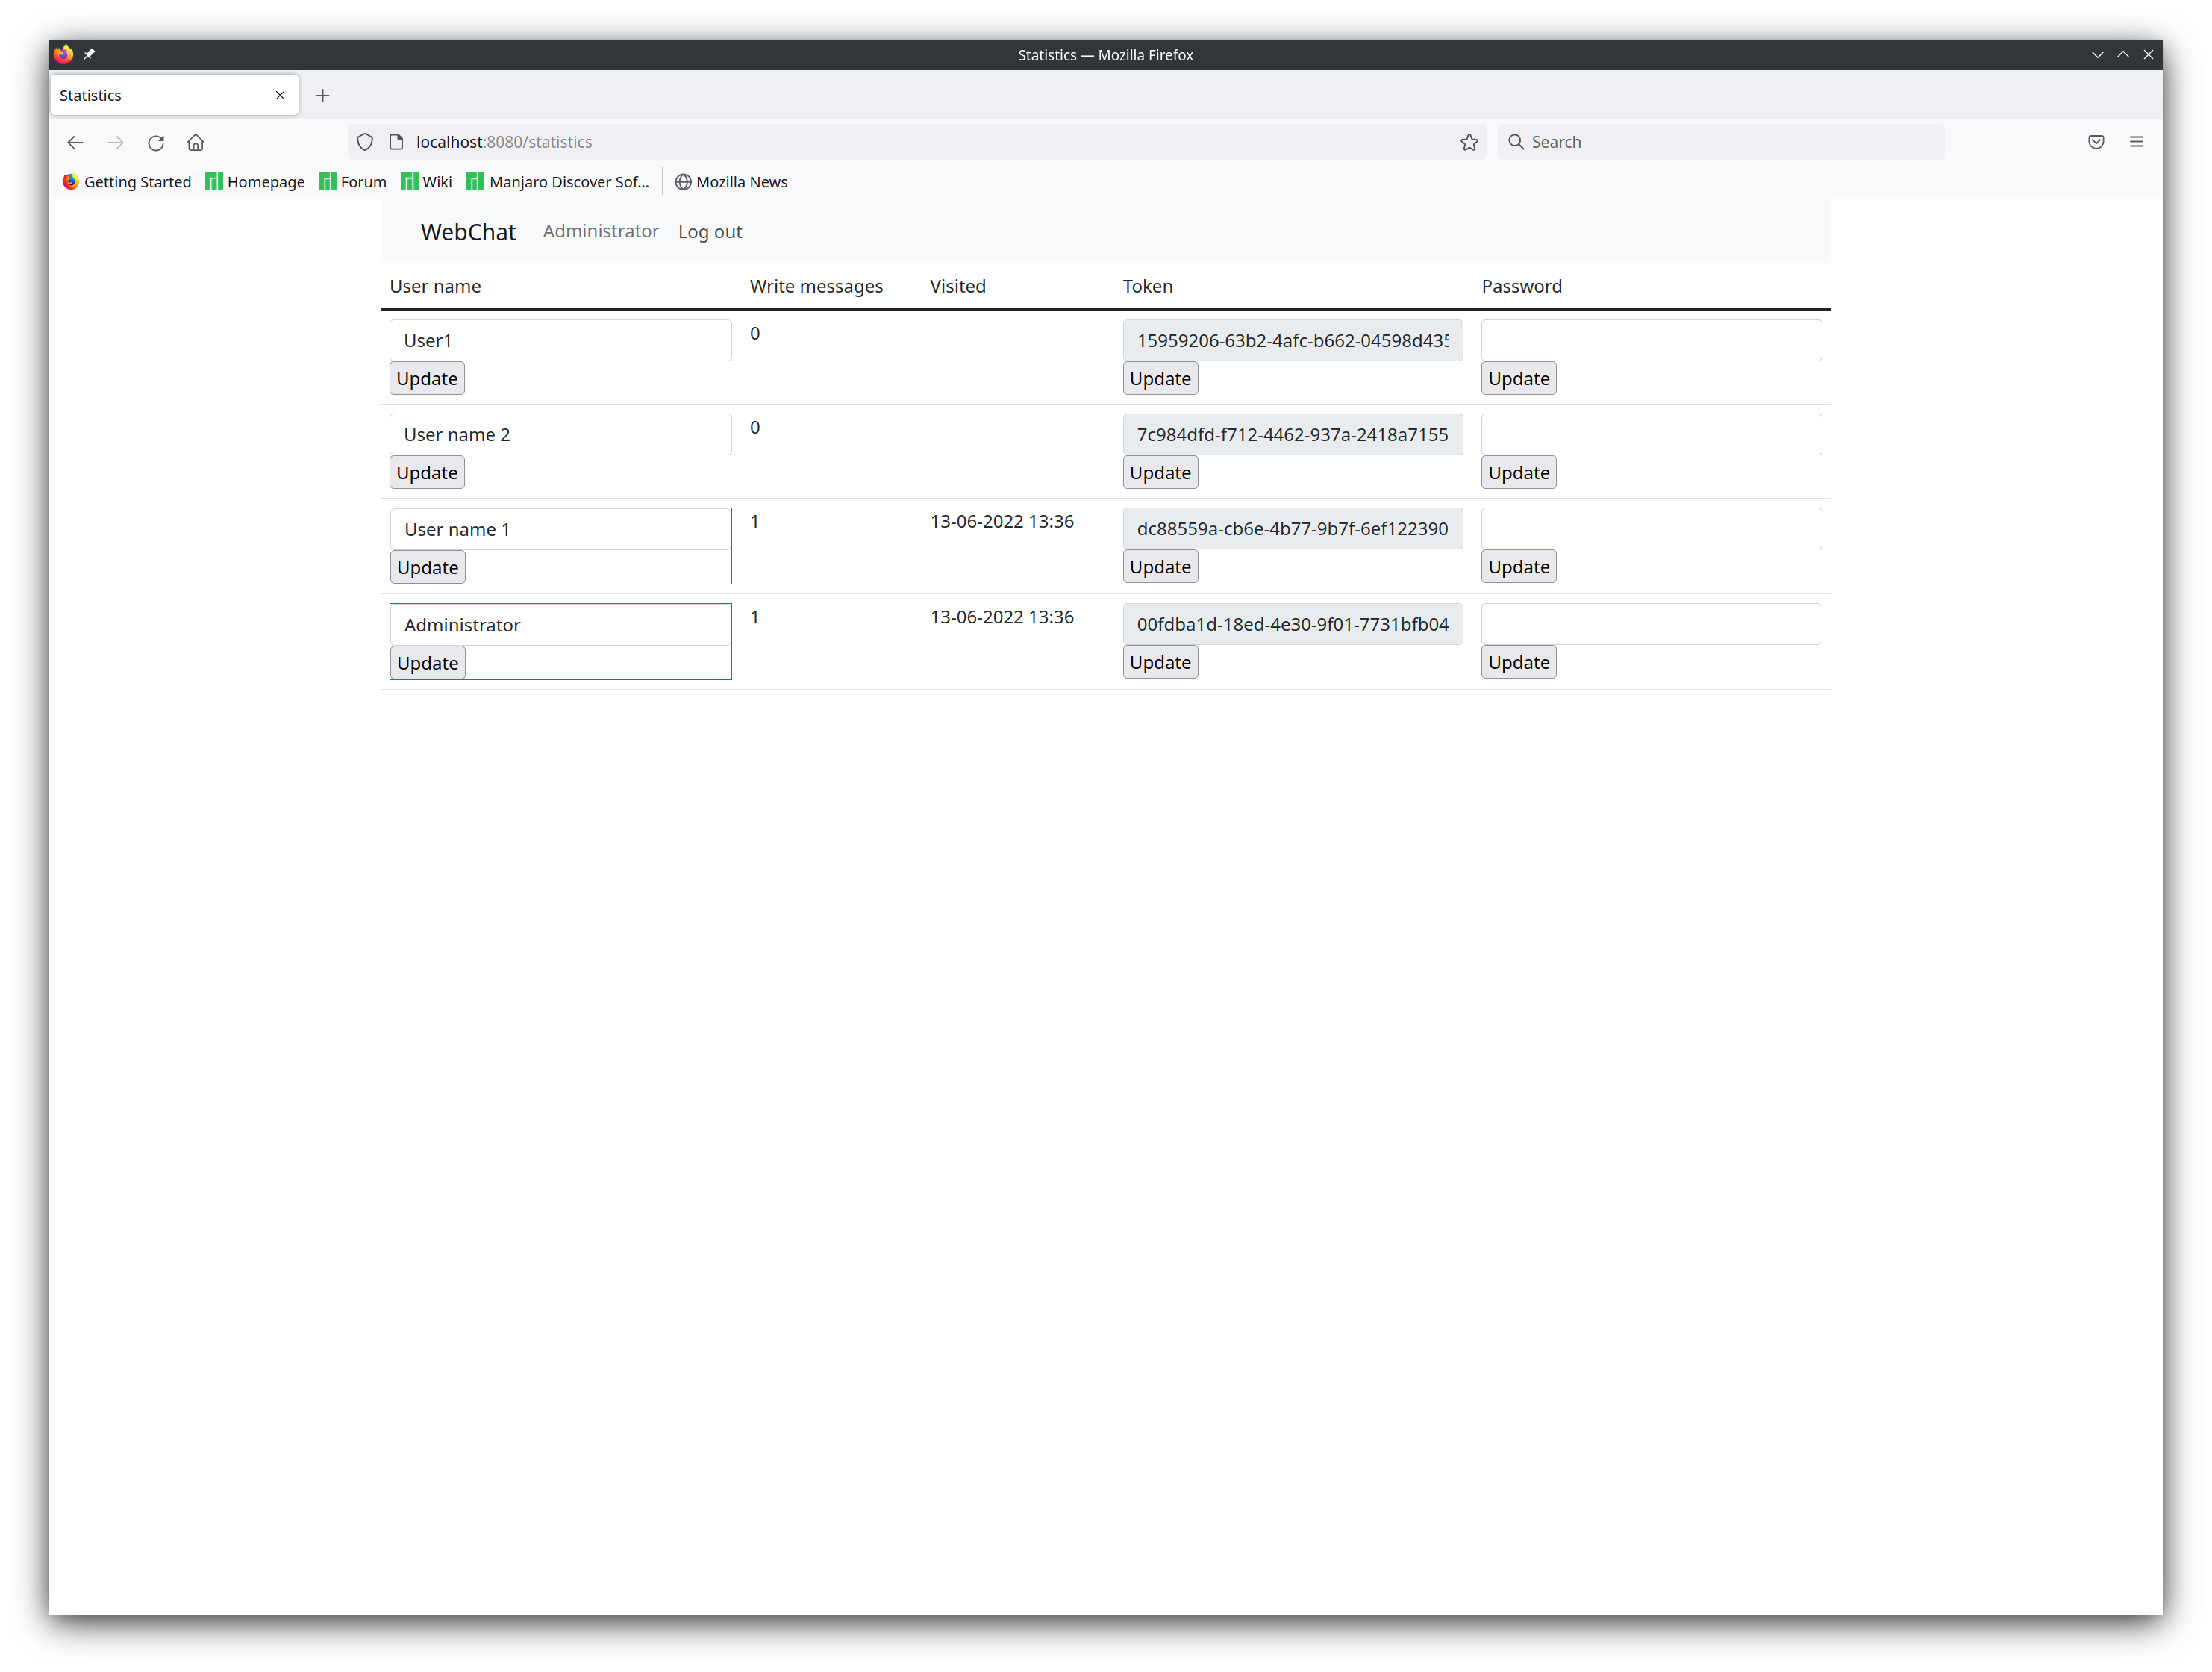 Statistics — Mozilla Firefox
Statistics
localhost:8080/statistics
Search
Getting Started Homepage Forum Wiki Manjaro Discover Sof... Mozilla News
WebChat Administrator Log out
User name Write messages Visited Token Password
User1 0 15959206-63b2-4afc-b662-04598d435
Update Update Update
User name 2 0 7c984dfd-f712-4462-937a-2418a7155
Update Update Update
User name 1 1 13-06-2022 13:36 dc88559a-cb6e-4b77-9b7f-6ef122390
Update Update Update
Administrator 1 13-06-2022 13:36 00fdba1d-18ed-4e30-9f01-7731bfb04
Update Update Update